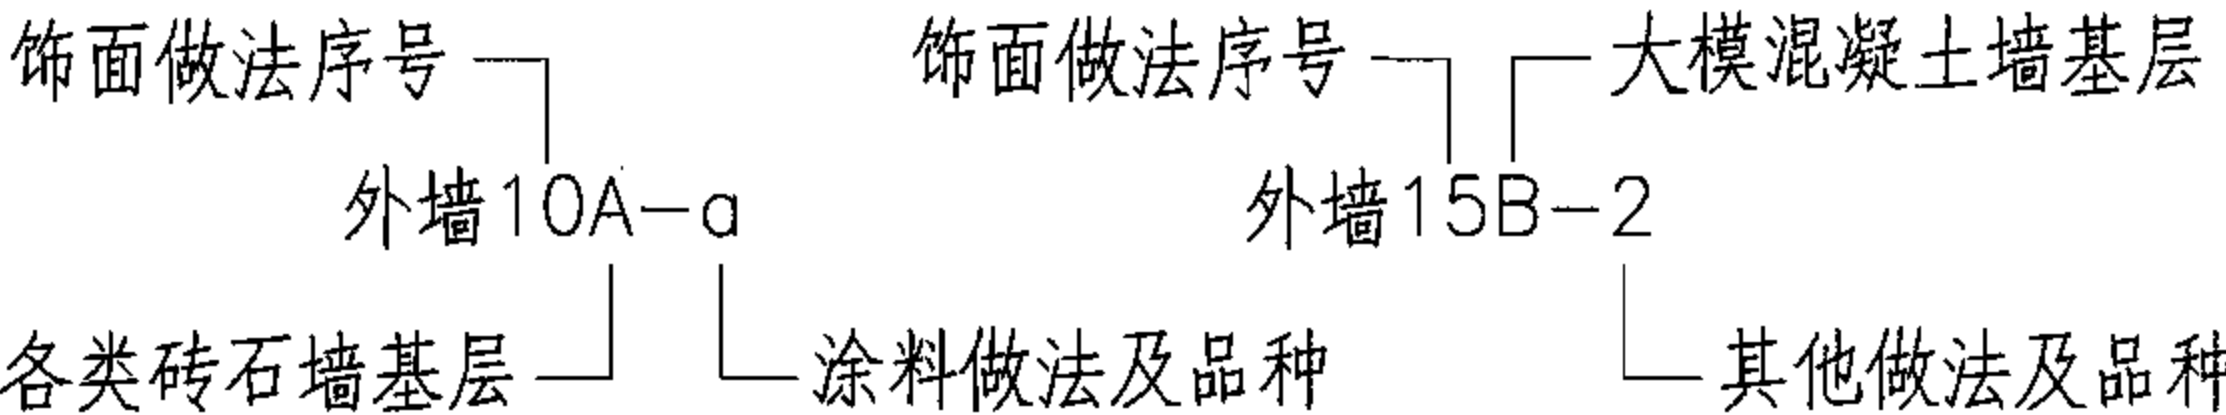 饰面做法序号
外墙10A-a
各类砖石墙基层
涂料做法及品种
饰面做法序号
大模混凝土墙基层
外墙15B-2
其他做法及品种